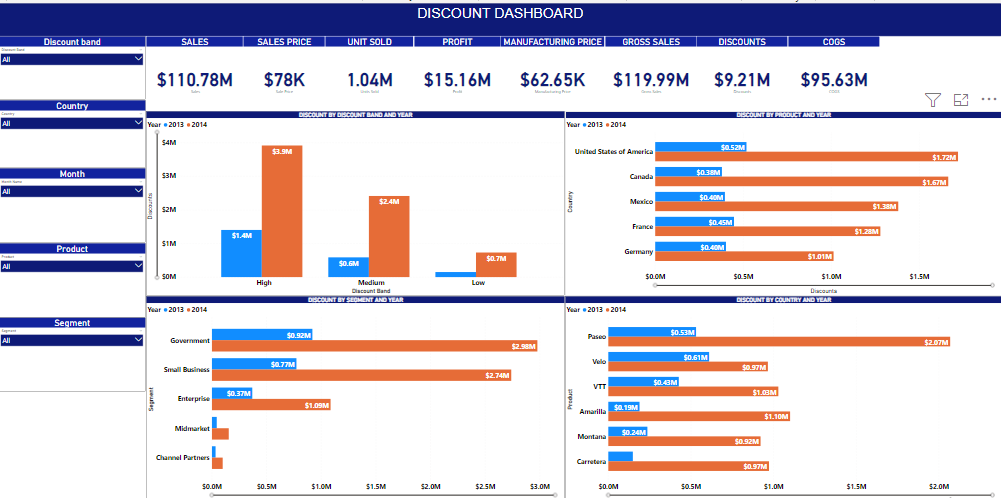 DISCOUNT DASHBOARD
Discount band
Discount Band
All
Country
Country
All
Month
Month Name
All
Product
Product
All
Segment
Segment
All
SALES SALES PRICE UNIT SOLD PROFIT MANUFACTURING PRICE GROSS SALES DISCOUNTS COGS
$110.78M $78K 1.04M $15.16M $62.65K $119.99M $9.21M $95.63M
Sales Sale Price Units Sold Profit Manufacturing Price Gross Sales Discounts COGS
DISCOUNT BY DISCOUNT BAND AND YEAR
Year 2013 2014
$4M
$3M
$2M
$1M
$0M
Discounts
$1.4M $3.9M
$0.6M $2.4M
$0.7M
High Medium Low
Discount Band
DISCOUNT BY PRODUCT AND YEAR
Year 2013 2014
Country
United States of America $0.52M $1.72M
Canada $0.38M $1.67M
Mexico $0.40M $1.38M
France $0.45M $1.28M
Germany $0.40M $1.01M
$0.0M $0.5M $1.0M $1.5M
Discounts
DISCOUNT BY SEGMENT AND YEAR
Year 2013 2014
Segment
Government $0.92M $2.98M
Small Business $0.77M $2.74M
Enterprise $0.37M $1.09M
Midmarket
Channel Partners
$0.0M $0.5M $1.0M $1.5M $2.0M $2.5M $3.0M
DISCOUNT BY COUNTRY AND YEAR
Year 2013 2014
Product
Paseo $0.53M $2.07M
Velo $0.61M $0.97M
VTT $0.43M $1.03M
Amarilla $0.19M $1.10M
Montana $0.24M $0.92M
Carretera $0.97M
$0.0M $0.5M $1.0M $1.5M $2.0M